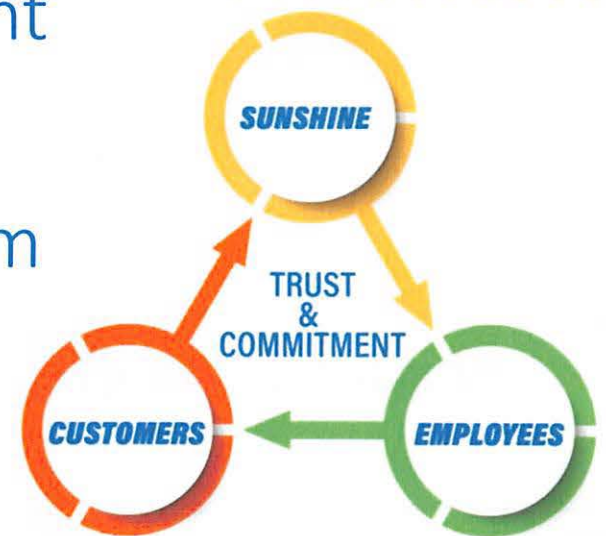 nt
SUNSHINE
m
TRUST
&
COMMITMENT
CUSTOMERS
EMPLOYEES